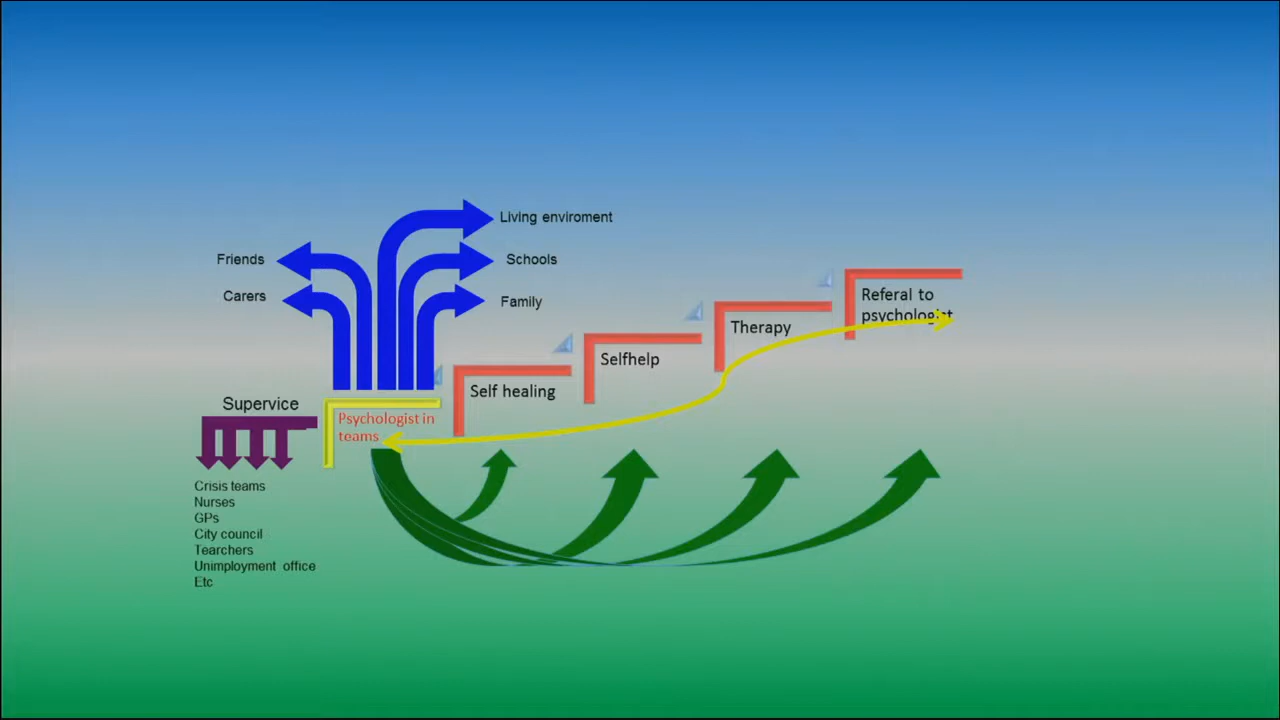 Living enviroment
Friends
Schools
Carers
Family
Referal to
psychologist
Therapy
Selfhelp
Self healing
Supervice
Psychologist in
teams
Crisis teams
Nurses
GPs
City council
Tearchers
Unimployment office
Etc